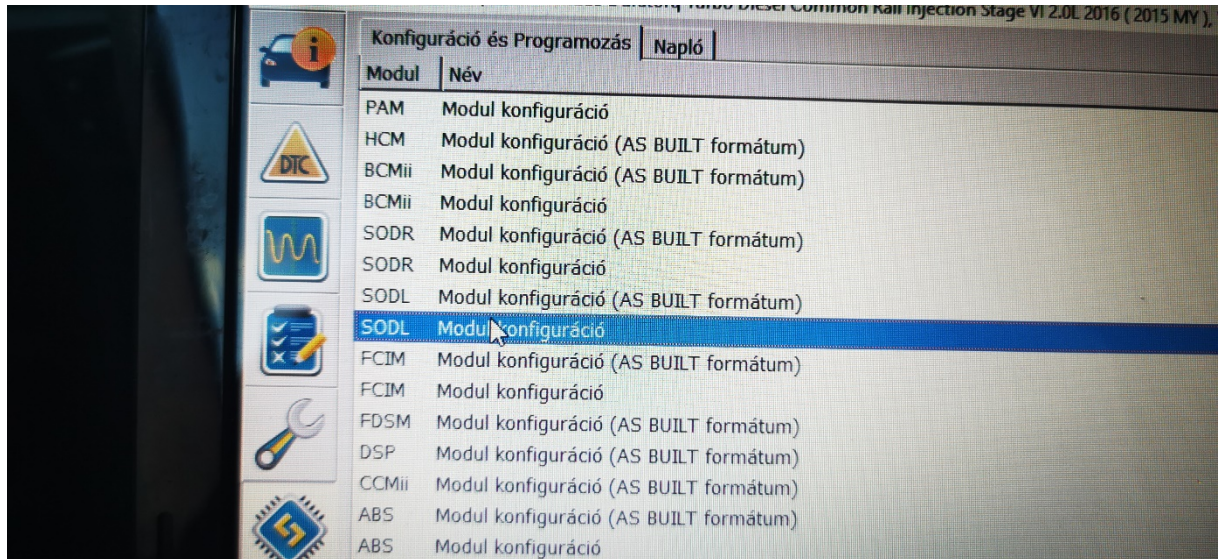 Turbo Diesel Common Rail Injection Stage VI 2.0L 2016 ( 2015 MY ),
Konfiguráció és Programozás Napló
Modul Név
PAM Modul konfiguráció
HCM Modul konfiguráció (AS BUILT formátum)
BCMii Modul konfiguráció (AS BUILT formátum)
BCMii Modul konfiguráció
SODR Modul konfiguráció (AS BUILT formátum)
SODR Modul konfiguráció
SODL Modul konfiguráció (AS BUILT formátum)
SODL Modul konfiguráció
FCIM Modul konfiguráció (AS BUILT formátum)
FCIM Modul konfiguráció
FDSM Modul konfiguráció (AS BUILT formátum)
DSP Modul konfiguráció (AS BUILT formátum)
CCMii Modul konfiguráció (AS BUILT formátum)
ABS Modul konfiguráció (AS BUILT formátum)
ABS Modul konfiguráció
i
DTC